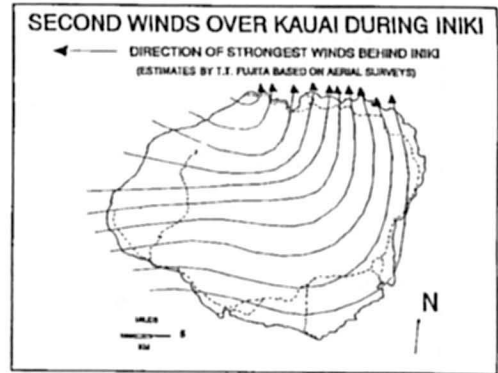 SECOND WINDS OVER KAUAI DURING INIKI
DIRECTION OF STRONGEST WINDS BEHIND INIKI
(ESTIMATES BY T.T. FUJITA BASED ON AERIAL SURVEYS)
N
MILES
KM